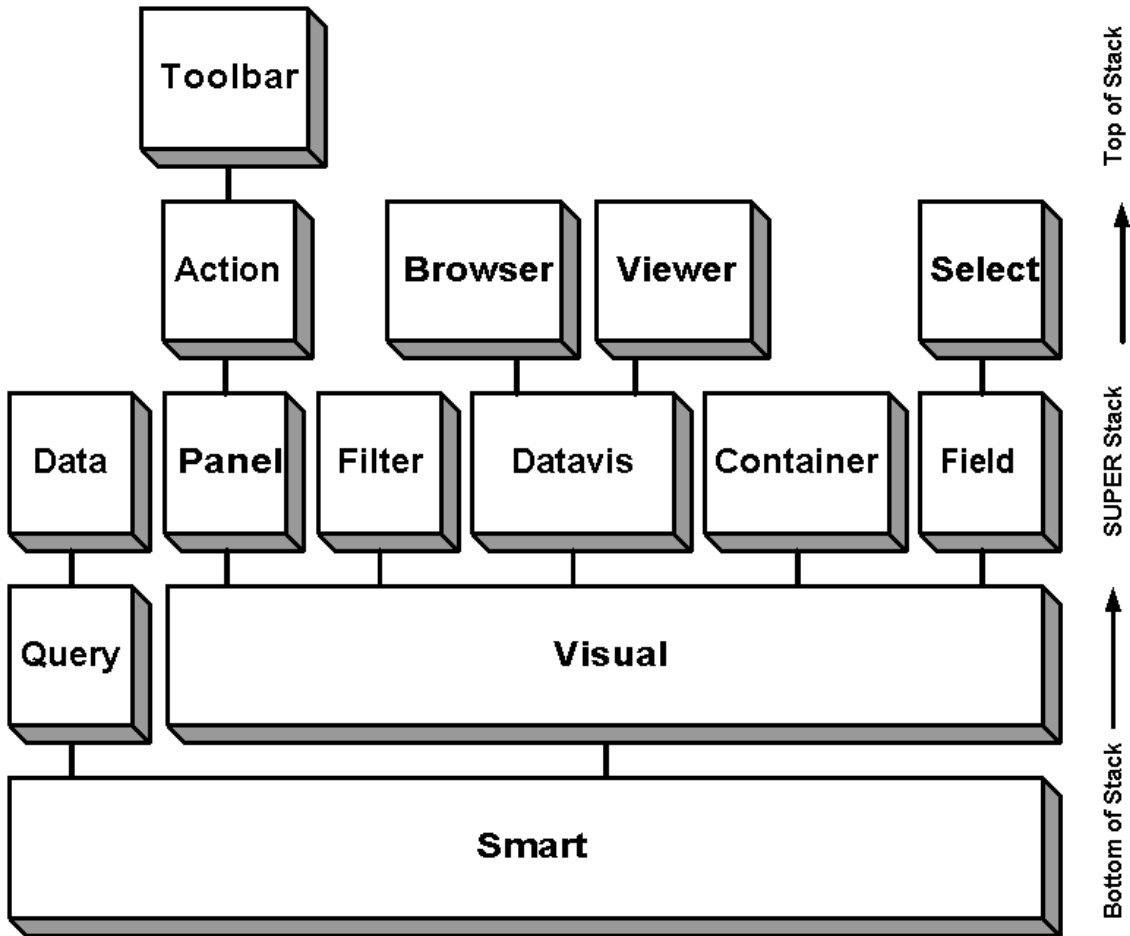 Toolbar
Top of Stack
Action
Browser
Viewer
Select
Data
Panel
Filter
Datavis
Container
Field
SUPER Stack
Query
Visual
Smart
Bottom of Stack